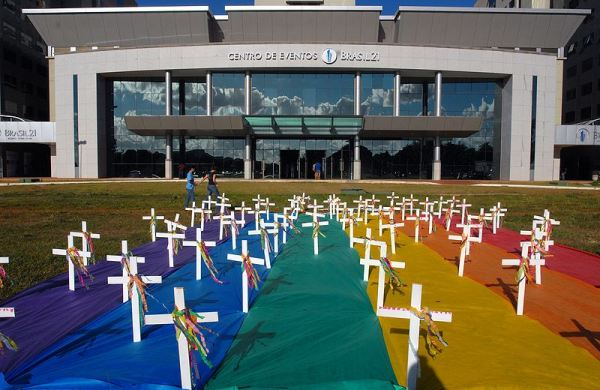 CENTRO DE EVENTOS BRASIL 21
BRASIL 21